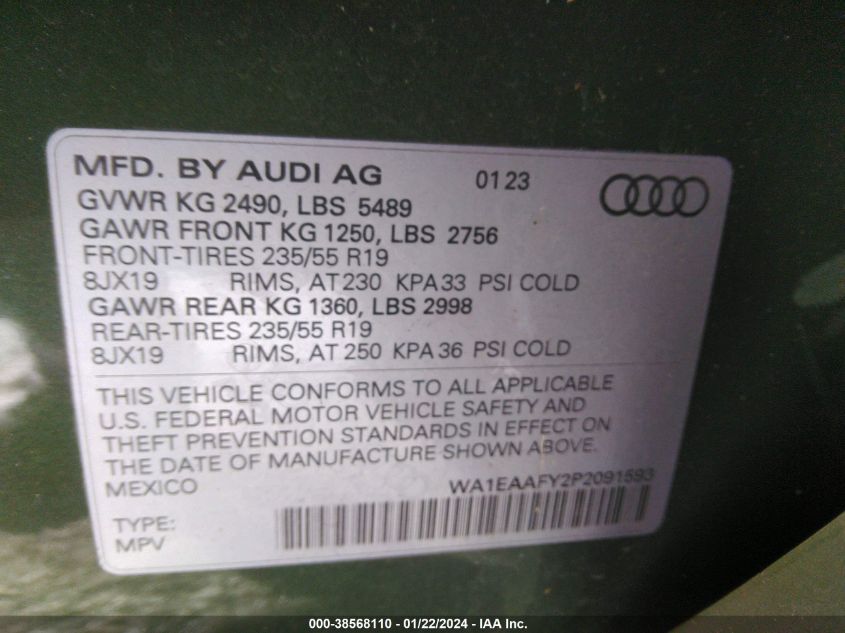 MFD. BY AUDI AG 01 23
GVWR KG 2490, LBS 5489
GAWR FRONT KG 1250, LBS 2756
FRONT-TIRES 235/55 R19
8JX19 RIMS, AT 230 KPA 33 PSI COLD
GAWR REAR KG 1360, LBS 2998
REAR-TIRES 235/55 R19
8JX19 RIMS, AT 250 KPA 36 PSI COLD
THIS VEHICLE CONFORMS TO ALL APPLICABLE
U.S. FEDERAL MOTOR VEHICLE SAFETY AND
THEFT PREVENTION STANDARDS IN EFFECT ON
THE DATE OF MANUFACTURE SHOWN ABOVE.
MEXICO WA1EAAFY2P2091593
TYPE:
MPV
000-38568110 - 01/22/2024 - IAA Inc.